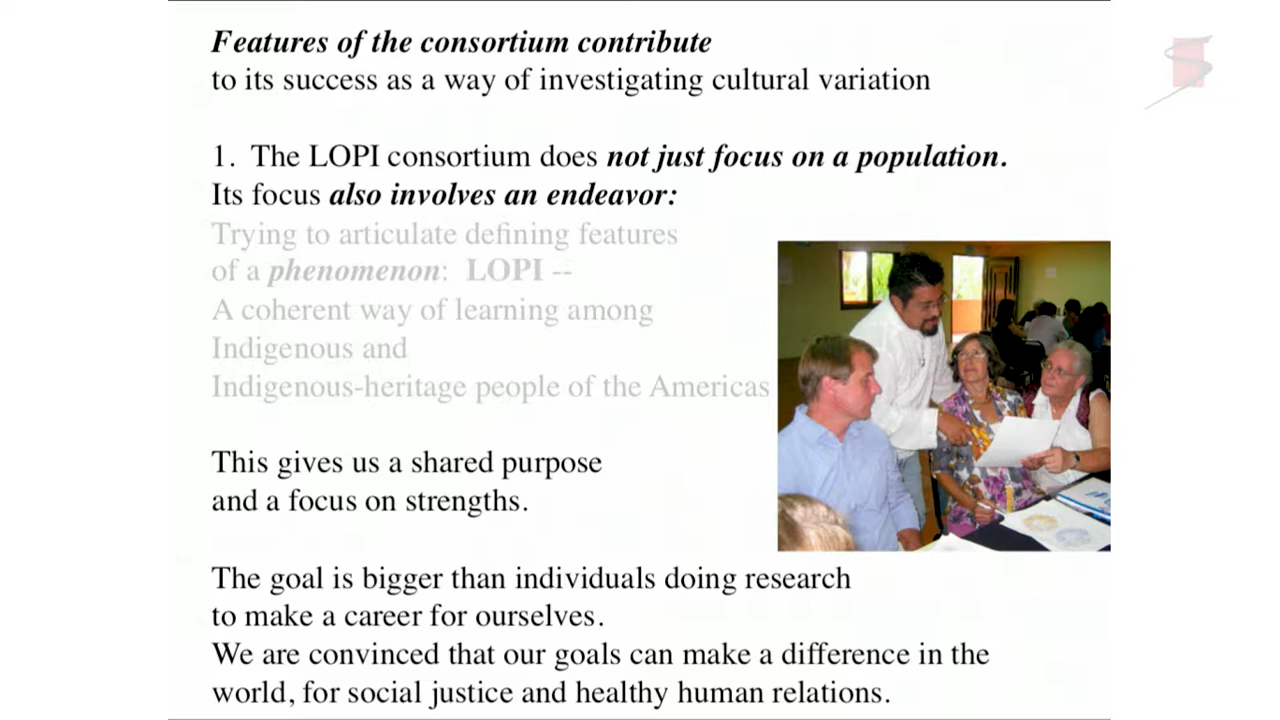 Features of the consortium contribute
to its success as a way of investigating cultural variation
1. The LOPI consortium does not just focus on a population.
Its focus also involves an endeavor:
Trying to articulate defining features
of a phenomenon: LOPI --
A coherent way of learning among
Indigenous and
Indigenous-heritage people of the Americas
This gives us a shared purpose
and a focus on strengths.
The goal is bigger than individuals doing research
to make a career for ourselves.
We are convinced that our goals can make a difference in the
world, for social justice and healthy human relations.